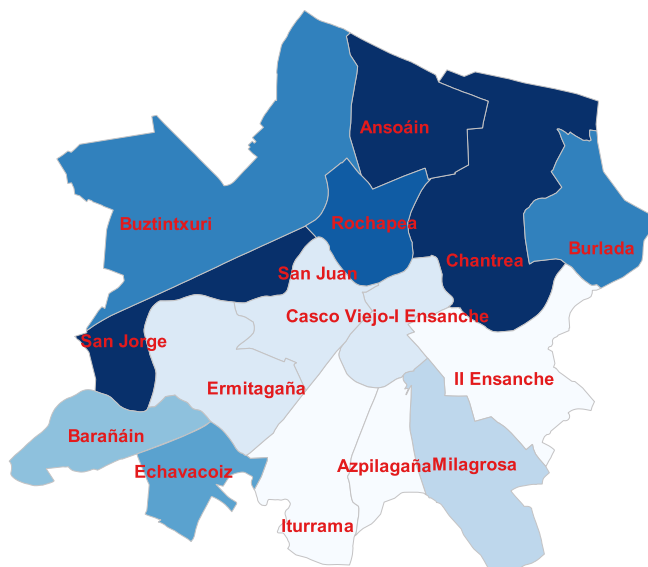 Ansoáin
Buztintxuri
Rochapea
Burlada
Chantrea
San Juan
Casco Viejo-I Ensanche
San Jorge
Ermitagaña
II Ensanche
Barañáin
Echavacoiz
Azpilagaña
Milagrosa
Iturrama